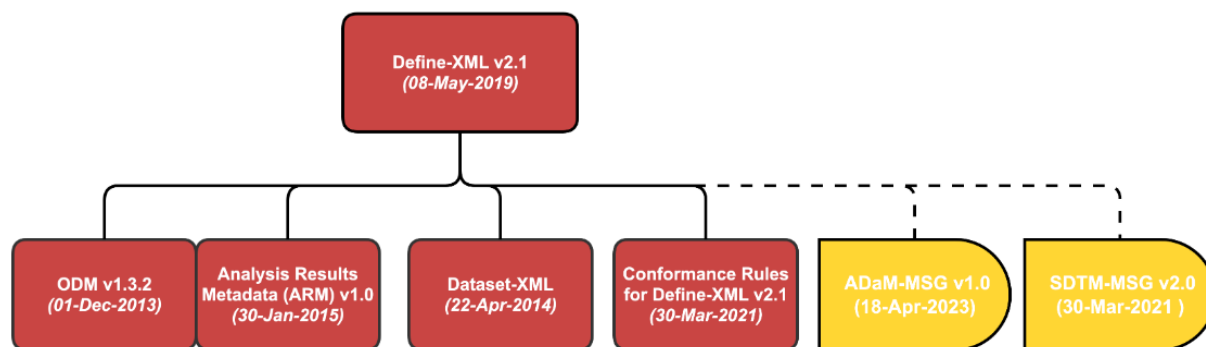 Define-XML v2.1
(08-May-2019)
ODM v1.3.2
(01-Dec-2013)
Analysis Results
Metadata (ARM) v1.0
(30-Jan-2015)
Dataset-XML
(22-Apr-2014)
Conformance Rules
for Define-XML v2.1
(30-Mar-2021)
ADaM-MSG v1.0
(18-Apr-2023)
SDTM-MSG v2.0
(30-Mar-2021 )